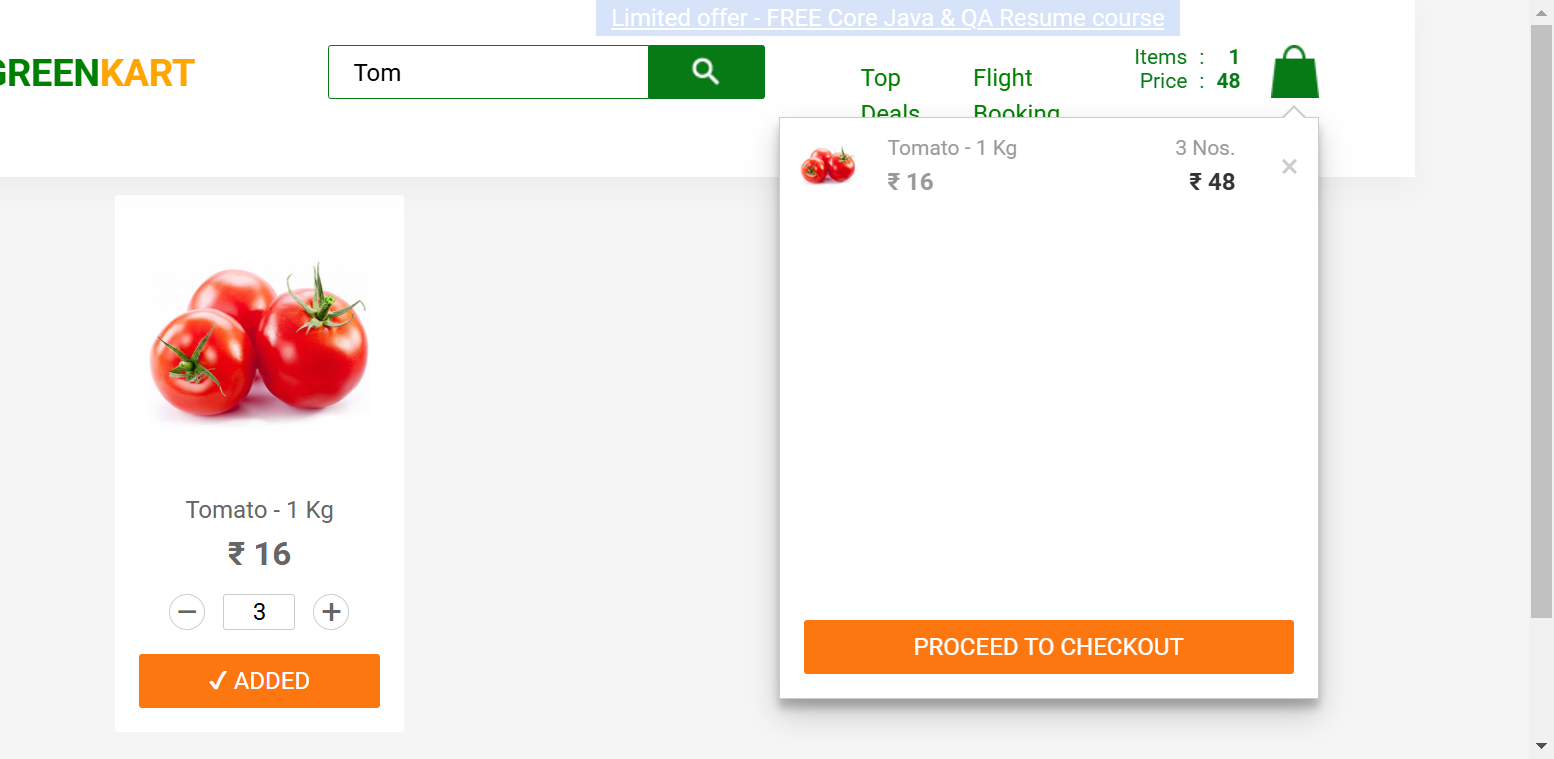 Limited offer - FREE Core Java & QA Resume course
GREENKART
Tom
Top Deals
Flight Booking
Items : 1
Price : 48
Tomato - 1 Kg 3 Nos.
₹ 16 ₹ 48
×
PROCEED TO CHECKOUT
Tomato - 1 Kg
₹ 16
− 3 +
✓ ADDED